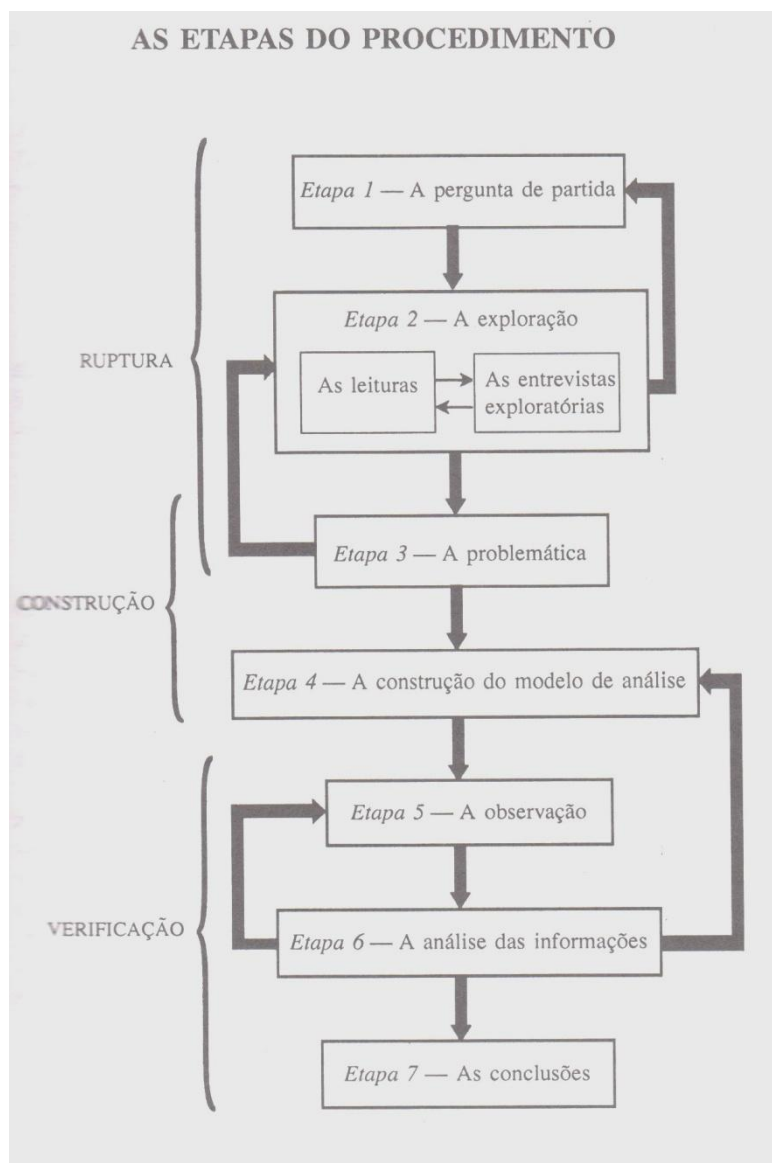 AS ETAPAS DO PROCEDIMENTO
Etapa 1 — A pergunta de partida
Etapa 2 — A exploração
RUPTURA
As leituras
As entrevistas
exploratórias
Etapa 3 — A problemática
CONSTRUÇÃO
Etapa 4 — A construção do modelo de análise
Etapa 5 — A observação
VERIFICAÇÃO
Etapa 6 — A análise das informações
Etapa 7 — As conclusões